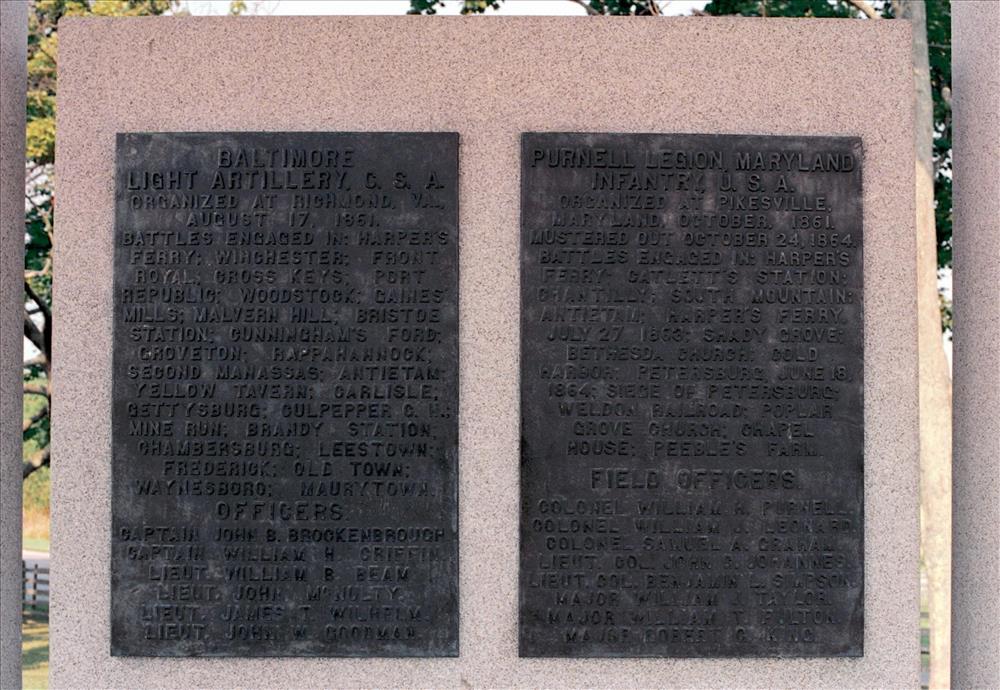 BALTIMORE
LIGHT ARTILLERY, C. S. A.
ORGANIZED AT RICHMOND, VA.,
AUGUST 17, 1861.
BATTLES ENGAGED IN: HARPER'S
FERRY; WINCHESTER; FRONT
ROYAL; CROSS KEYS; PORT
REPUBLIC; WOODSTOCK; GAINES'
MILLS; MALVERN HILL; BRISTOE
STATION; CUNNINGHAM'S FORD;
GROVETON; RAPPAHANNOCK;
SECOND MANASSAS; ANTIETAM;
YELLOW TAVERN; CARLISLE;
GETTYSBURG; CULPEPPER C. H.;
MINE RUN; BRANDY STATION;
CHAMBERSBURG; LEESTOWN;
FREDERICK; OLD TOWN;
WAYNESBORO; MAURYTOWN.
OFFICERS
CAPTAIN JOHN B. BROCKENBROUGH
CAPTAIN WILLIAM H. GRIFFIN
LIEUT. WILLIAM B. BEAM
LIEUT. JOHN McNULTY.
LIEUT. JAMES T. WILHELM.
LIEUT. JOHN W. GOODMAN.
PURNELL LEGION, MARYLAND
INFANTRY, U. S. A.
ORGANIZED AT PIKESVILLE,
MARYLAND, OCTOBER, 1861.
MUSTERED OUT OCTOBER 24, 1864.
BATTLES ENGAGED IN: HARPER'S
FERRY; CATLETT'S STATION;
CHANTILLY; SOUTH MOUNTAIN;
ANTIETAM; HARPER'S FERRY,
JULY 27 1863; SHADY GROVE;
BETHESDA CHURCH; COLD
HARBOR; PETERSBURG, JUNE 18,
1864; SIEGE OF PETERSBURG;
WELDON RAILROAD; POPLAR
GROVE CHURCH; CHAPEL
HOUSE; PEEBLE'S FARM.
FIELD OFFICERS.
COLONEL WILLIAM H. PURNELL.
COLONEL WILLIAM J. LEONARD.
COLONEL SAMUEL A. GRAHAM.
LIEUT. COL. JOHN G. JOHANNES.
LIEUT. COL. BENJAMIN L. SIMPSON.
MAJOR WILLIAM J. TAYLOR.
MAJOR WILLIAM T. FULTON.
MAJOR ROBERT G. KING.